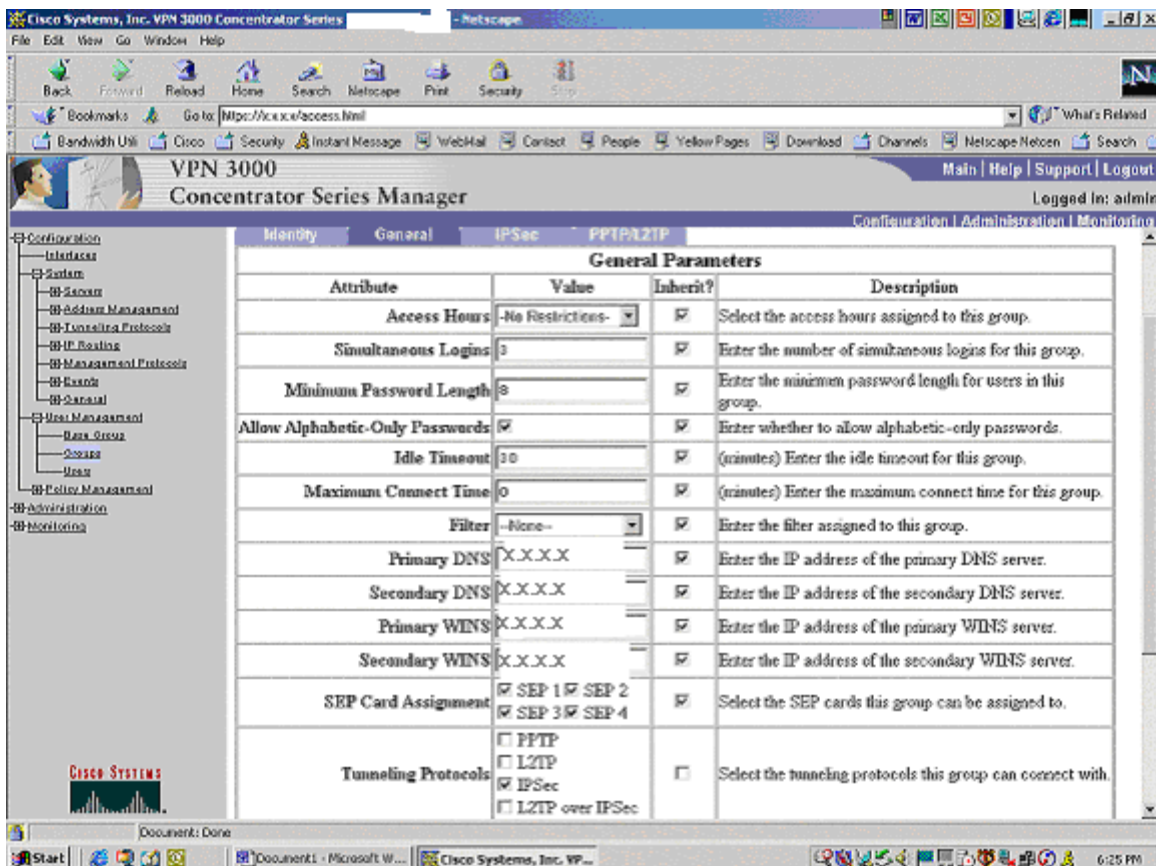 Cisco Systems, Inc. VPN 3000 Concentrator Series - Netscape
File Edit View Go Window Help
Back Forward Reload Home Search Netscape Print Security Stop
Bookmarks Go to: https://x.x.x.x/access.html What's Related
Bandwidth Utili Cisco Security Instant Message WebMail Contact People Yellow Pages Download Channels Netscape Netcen Search
VPN 3000
Concentrator Series Manager
Main | Help | Support | Logout
Logged in: admin
Configuration | Administration | Monitoring
Configuration
Interfaces
System
Servers
Address Management
Tunneling Protocols
IP Routing
Management Protocols
Events
General
User Management
Base Group
Groups
Users
Policy Management
Administration
Monitoring
Identity General IPSec PPTP/L2TP
General Parameters
Attribute Value Inherit? Description
Access Hours -No Restrictions- Select the access hours assigned to this group.
Simultaneous Logins 3 Enter the number of simultaneous logins for this group.
Minimum Password Length 8 Enter the minimum password length for users in this
group.
Allow Alphabetic-Only Passwords Enter whether to allow alphabetic-only passwords.
Idle Timeout 30 (minutes) Enter the idle timeout for this group.
Maximum Connect Time 0 (minutes) Enter the maximum connect time for this group.
Filter --None-- Enter the filter assigned to this group.
Primary DNS X.X.X.X Enter the IP address of the primary DNS server.
Secondary DNS X.X.X.X Enter the IP address of the secondary DNS server.
Primary WINS X.X.X.X Enter the IP address of the primary WINS server.
Secondary WINS X.X.X.X Enter the IP address of the secondary WINS server.
SEP Card Assignment SEP 1 SEP 2 Select the SEP cards this group can be assigned to.
SEP 3 SEP 4
PPTP
L2TP
Tunneling Protocols IPSec Select the tunneling protocols this group can connect with.
L2TP over IPSec
CISCO SYSTEMS
Document: Done
Start Document1 - Microsoft W... Cisco Systems, Inc. VP... 6:25 PM